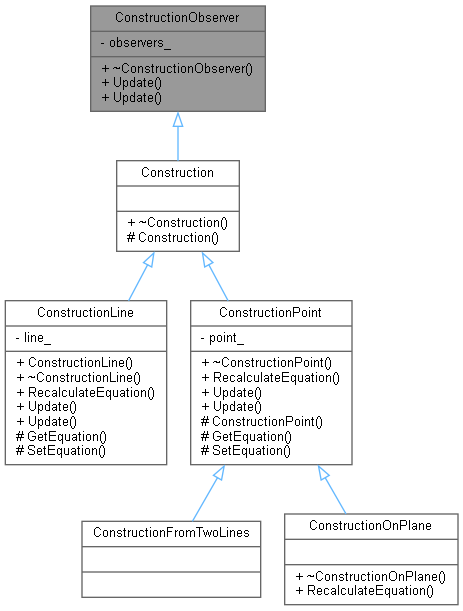 ConstructionObserver
- observers_
+ ~ConstructionObserver()
+ Update()
+ Update()
Construction
+ ~Construction()
# Construction()
ConstructionLine
- line_
+ ConstructionLine()
+ ~ConstructionLine()
+ RecalculateEquation()
+ Update()
+ Update()
# GetEquation()
# SetEquation()
ConstructionPoint
- point_
+ ~ConstructionPoint()
+ RecalculateEquation()
+ Update()
+ Update()
# ConstructionPoint()
# GetEquation()
# SetEquation()
ConstructionFromTwoLines
ConstructionOnPlane
+ ~ConstructionOnPlane()
+ RecalculateEquation()